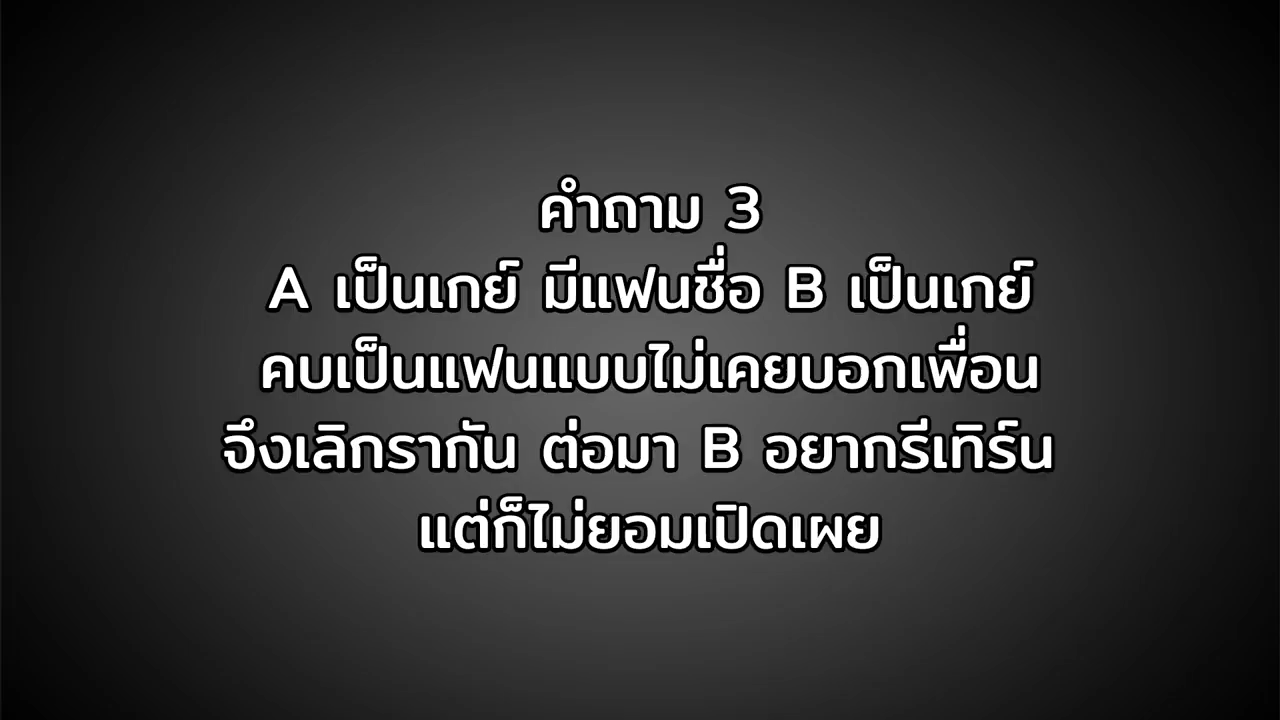 คำถาม 3
A เป็นเกย์ มีแฟนชื่อ B เป็นเกย์
คบเป็นแฟนแบบไม่เคยบอกเพื่อน
จึงเลิกรากัน ต่อมา B อยากรีเทิร์น
แต่ก็ไม่ยอมเปิดเผย